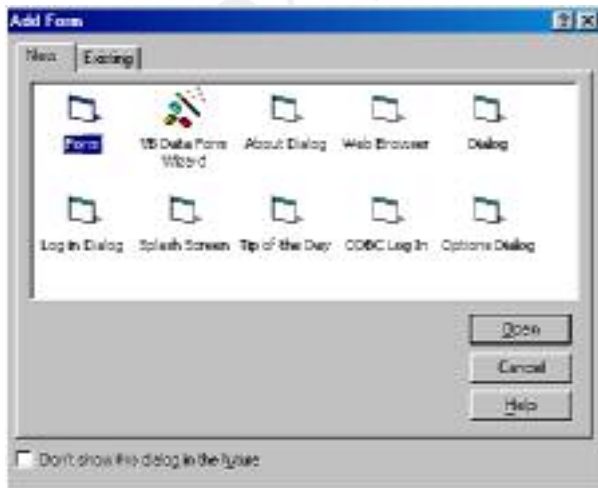 Add Form
New Existing
Form VB Data Form Wizard About Dialog Web Browser Dialog
Log in Dialog Splash Screen Tip of the Day ODBC Log In Options Dialog
Open
Cancel
Help
Don't show this dialog in the future